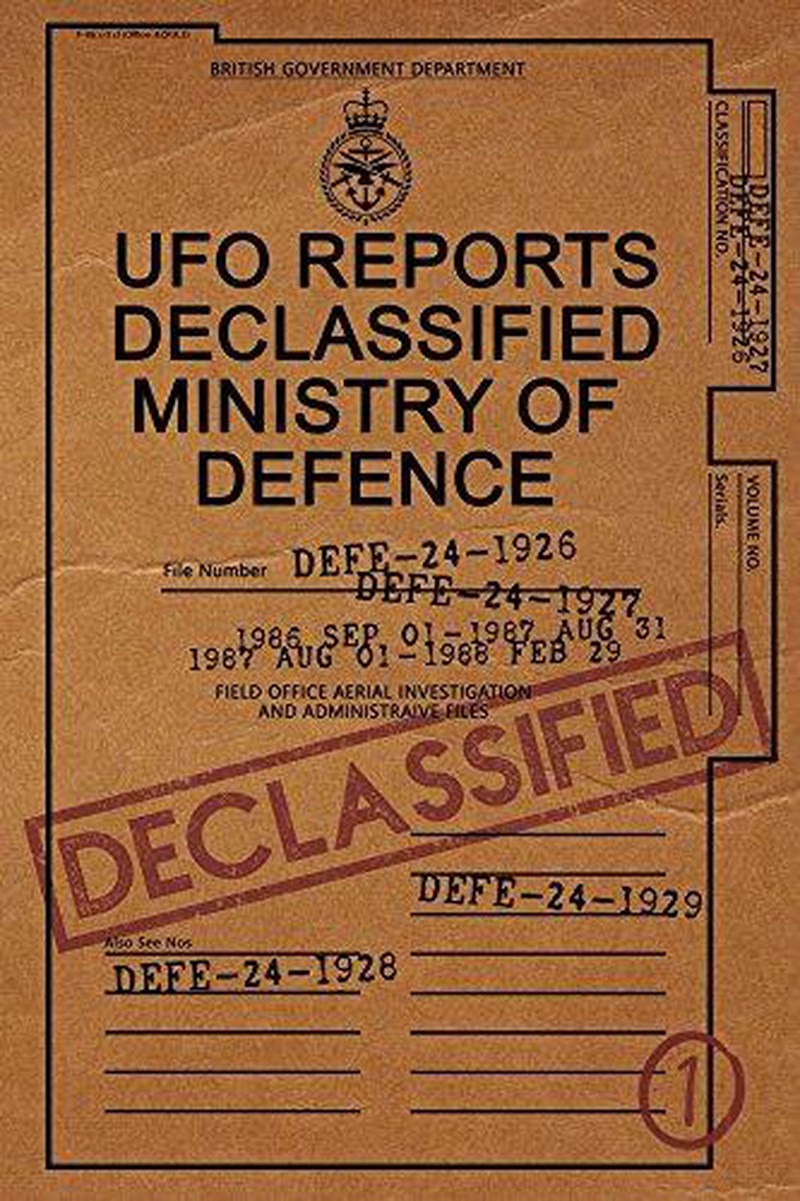 BRITISH GOVERNMENT DEPARTMENT
UFO REPORTS
DECLASSIFIED
MINISTRY OF
DEFENCE
File Number DEFE-24-1926
DEFE-24-1927
1986 SEP 01-1987 AUG 31
1987 AUG 01-1988 FEB 29
FIELD OFFICE AERIAL INVESTIGATION
AND ADMINISTRAIVE FILES
DECLASSIFIED
DEFE-24-1929
Also See Nos
DEFE-24-1928
1
CLASSIFICATION NO.
DEFE-24-1927
DEFE-24-1926
VOLUME NO.
Serials.